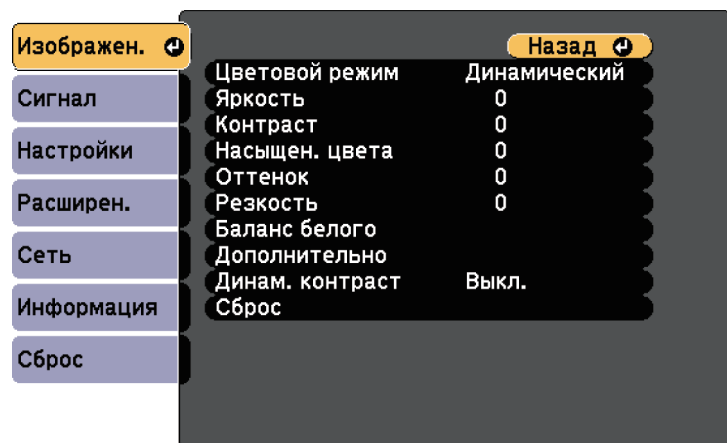 Изображен.
Сигнал
Настройки
Расширен.
Сеть
Информация
Сброс
Назад
Цветовой режим Динамический
Яркость 0
Контраст 0
Насыщен. цвета 0
Оттенок 0
Резкость 0
Баланс белого
Дополнительно
Динам. контраст Выкл.
Сброс